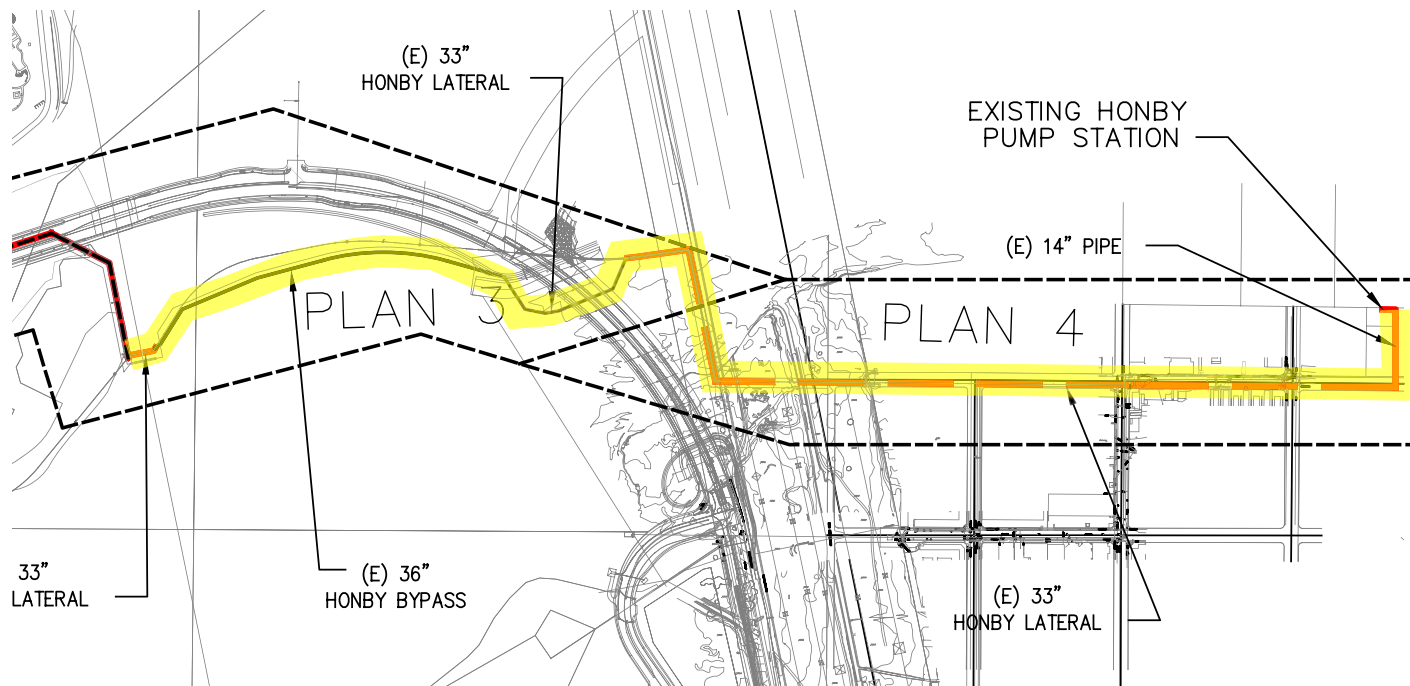 (E) 33"
HONBY LATERAL
EXISTING HONBY
PUMP STATION
(E) 14" PIPE
PLAN 3
PLAN 4
33"
LATERAL
(E) 36"
HONBY BYPASS
(E) 33"
HONBY LATERAL